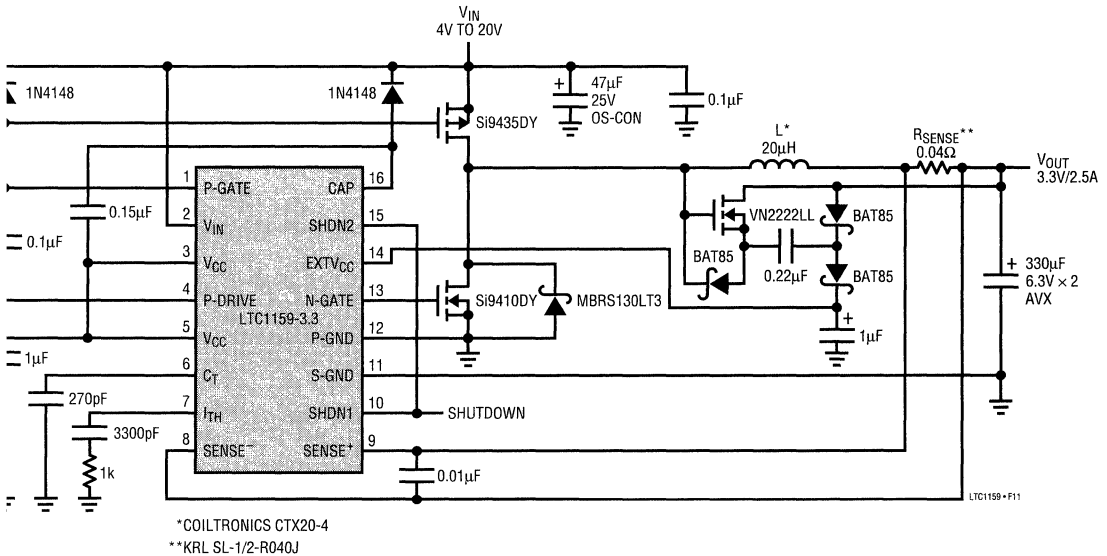 VIN
4V TO 20V
1N4148
1N4148
47µF
25V
OS-CON
0.1µF
Si9435DY
L*
20µH
RSENSE**
0.04Ω
VOUT
3.3V/2.5A
1
P-GATE
CAP
16
0.15µF
2
VIN
SHDN2
15
VN2222LL
BAT85
0.1µF
3
VCC
EXTVCC
14
BAT85
0.22µF
BAT85
330µF
6.3V × 2
AVX
4
P-DRIVE
N-GATE
13
Si9410DY
MBRS130LT3
LTC1159-3.3
5
VCC
P-GND
12
1µF
1µF
6
CT
S-GND
11
270pF
7
ITH
SHDN1
10
SHUTDOWN
3300pF
8
SENSE−
SENSE+
9
1k
0.01µF
LTC1159 • F11
*COILTRONICS CTX20-4
**KRL SL-1/2-R040J